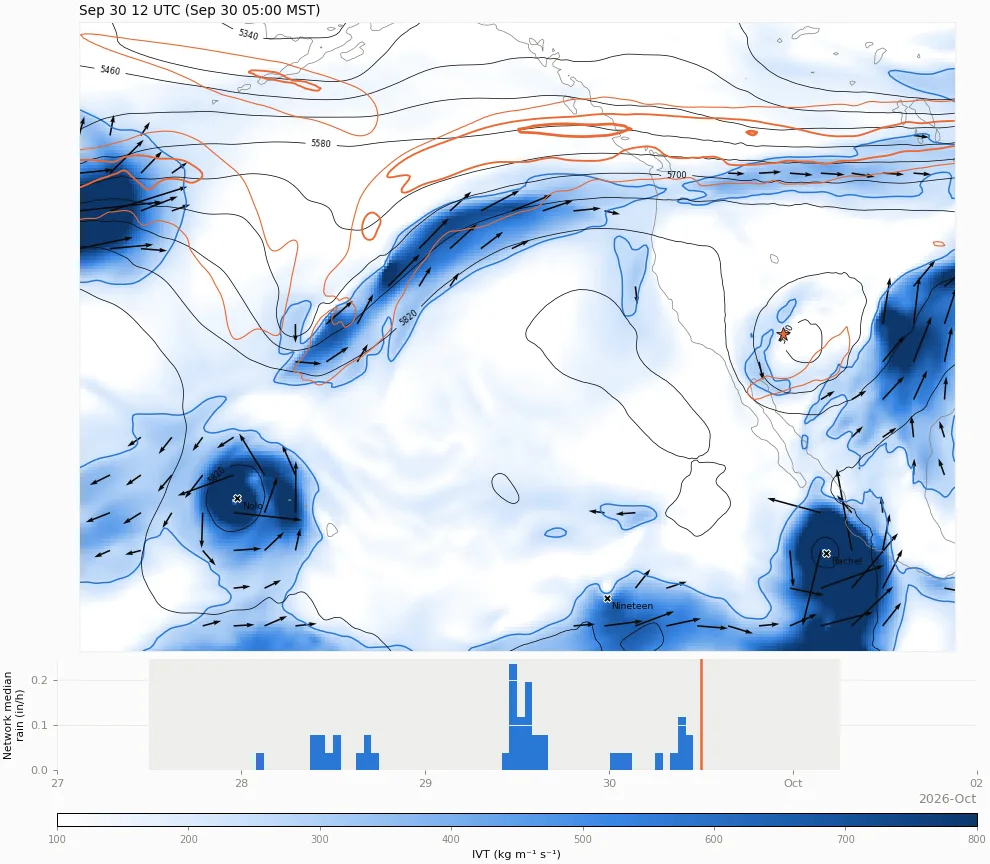 Sep 30 12 UTC (Sep 30 05:00 MST)
5340
5460
5580
5700
5820
Nolo
Rachel
Nineteen
Network median
rain (in/h)
0.2
0.1
0.0
27
28
29
30
Oct
02
2026-Oct
100
200
300
400
500
600
700
800
IVT (kg m⁻¹ s⁻¹)